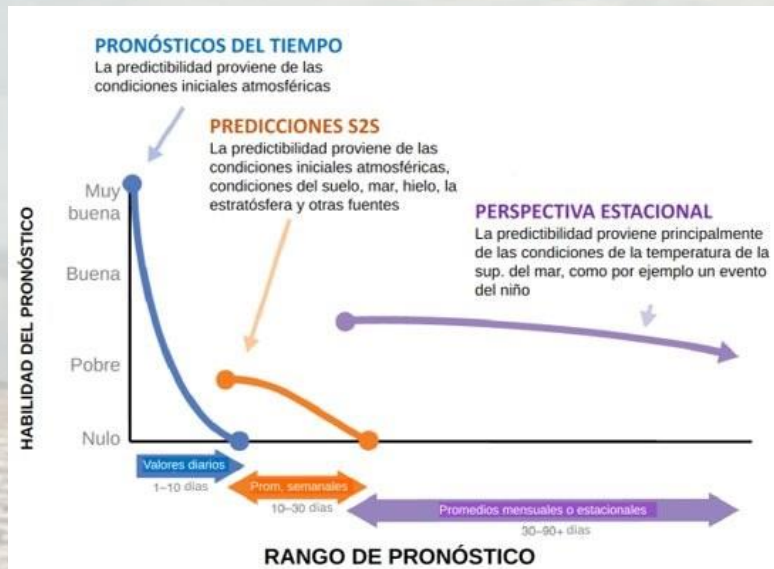 PRONÓSTICOS DEL TIEMPO
La predictibilidad proviene de las
condiciones iniciales atmosféricas
PREDICCIONES S2S
La predictibilidad proviene de las
condiciones iniciales atmosféricas,
condiciones del suelo, mar, hielo, la
estratósfera y otras fuentes
PERSPECTIVA ESTACIONAL
La predictibilidad proviene principalmente
de las condiciones de la temperatura de la
sup. del mar, como por ejemplo un evento
del niño
HABILIDAD DEL PRONÓSTICO
Muy
buena
Buena
Pobre
Nulo
Valores diarios
1–10 días
Prom. semanales
10–30 días
Promedios mensuales o estacionales
30–90+ días
RANGO DE PRONÓSTICO